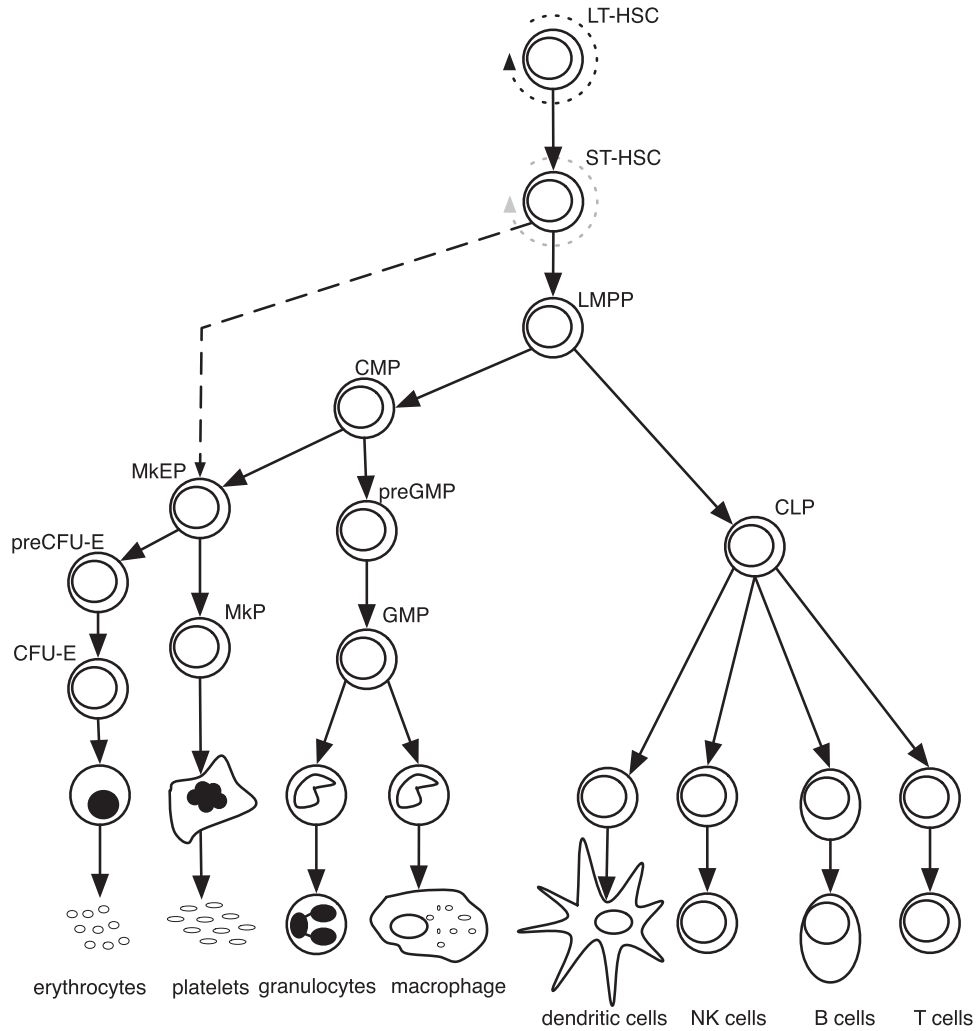 LT-HSC
ST-HSC
LMPP
CMP
MkEP
preGMP
CLP
preCFU-E
MkP
GMP
CFU-E
erythrocytes
platelets
granulocytes
macrophage
dendritic cells
NK cells
B cells
T cells